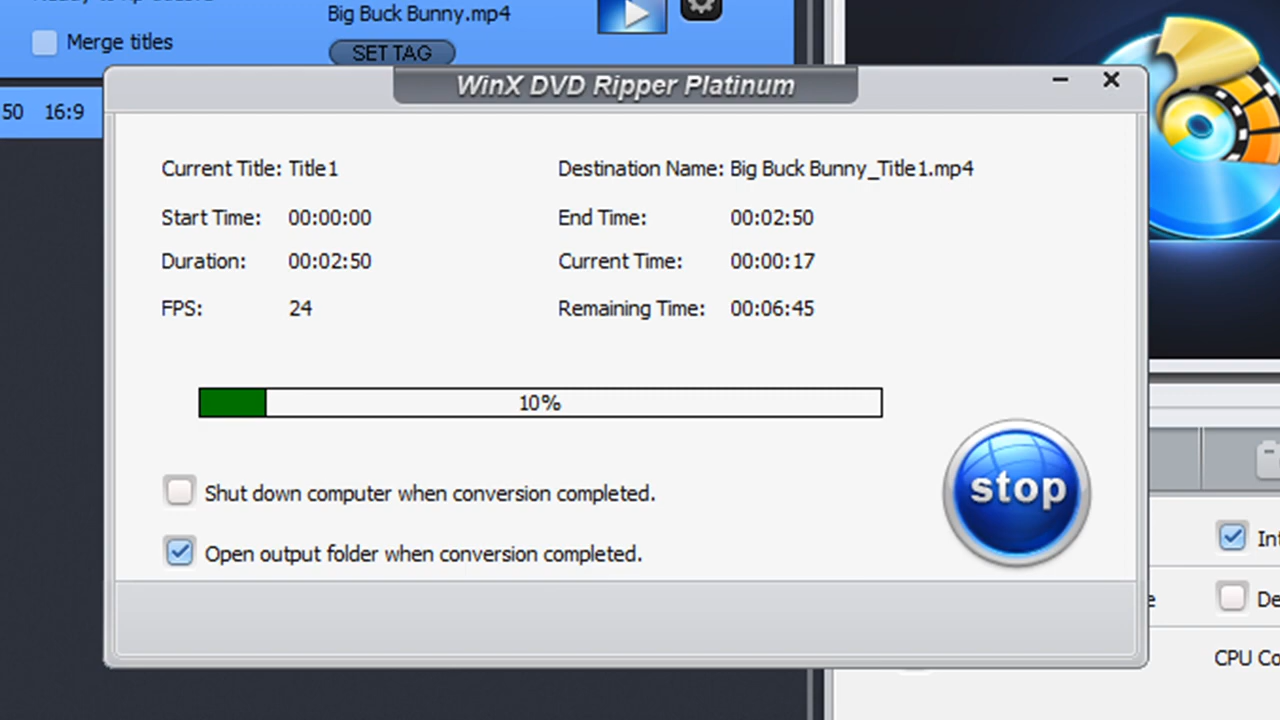 Big Buck Bunny.mp4
Merge titles
SET TAG
WinX DVD Ripper Platinum
50 16:9
Current Title: Title1
Destination Name: Big Buck Bunny_Title1.mp4
Start Time: 00:00:00
End Time: 00:02:50
Duration: 00:02:50
Current Time: 00:00:17
FPS: 24
Remaining Time: 00:06:45
10%
stop
Shut down computer when conversion completed.
Open output folder when conversion completed.
Int
De
CPU Co